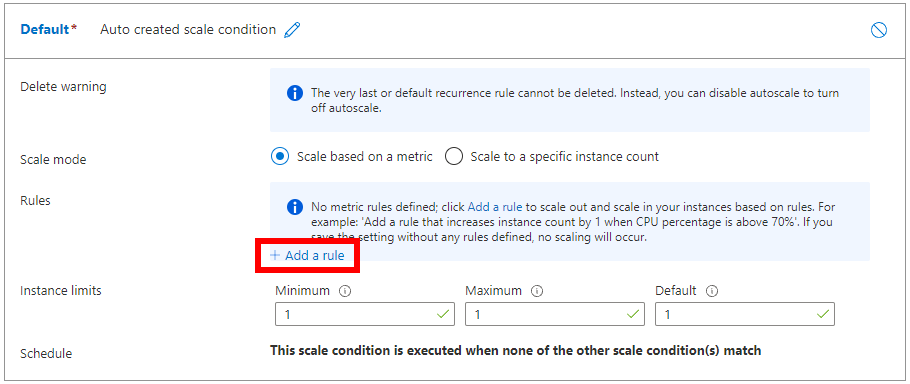 Default* Auto created scale condition
Delete warning
The very last or default recurrence rule cannot be deleted. Instead, you can disable autoscale to turn
off autoscale.
Scale mode
Scale based on a metric Scale to a specific instance count
Rules
No metric rules defined; click Add a rule to scale out and scale in your instances based on rules. For
example: 'Add a rule that increases instance count by 1 when CPU percentage is above 70%'. If you
save the setting without any rules defined, no scaling will occur.
+ Add a rule
Instance limits
Minimum Maximum Default
1 1 1
Schedule
This scale condition is executed when none of the other scale condition(s) match